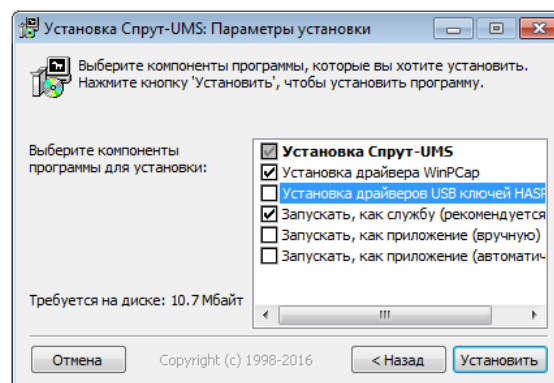 Установка Спрут-UMS: Параметры установки
Выберите компоненты программы, которые вы хотите установить.
Нажмите кнопку 'Установить', чтобы установить программу.
Выберите компоненты
программы для установки:
Установка Спрут-UMS
Установка драйвера WinPCap
Установка драйверов USB ключей HASP
Запускать, как службу (рекомендуется
Запускать, как приложение (вручную)
Запускать, как приложение (автоматич
Требуется на диске: 10.7 Мбайт
Отмена
Copyright (c) 1998-2016
< Назад
Установить